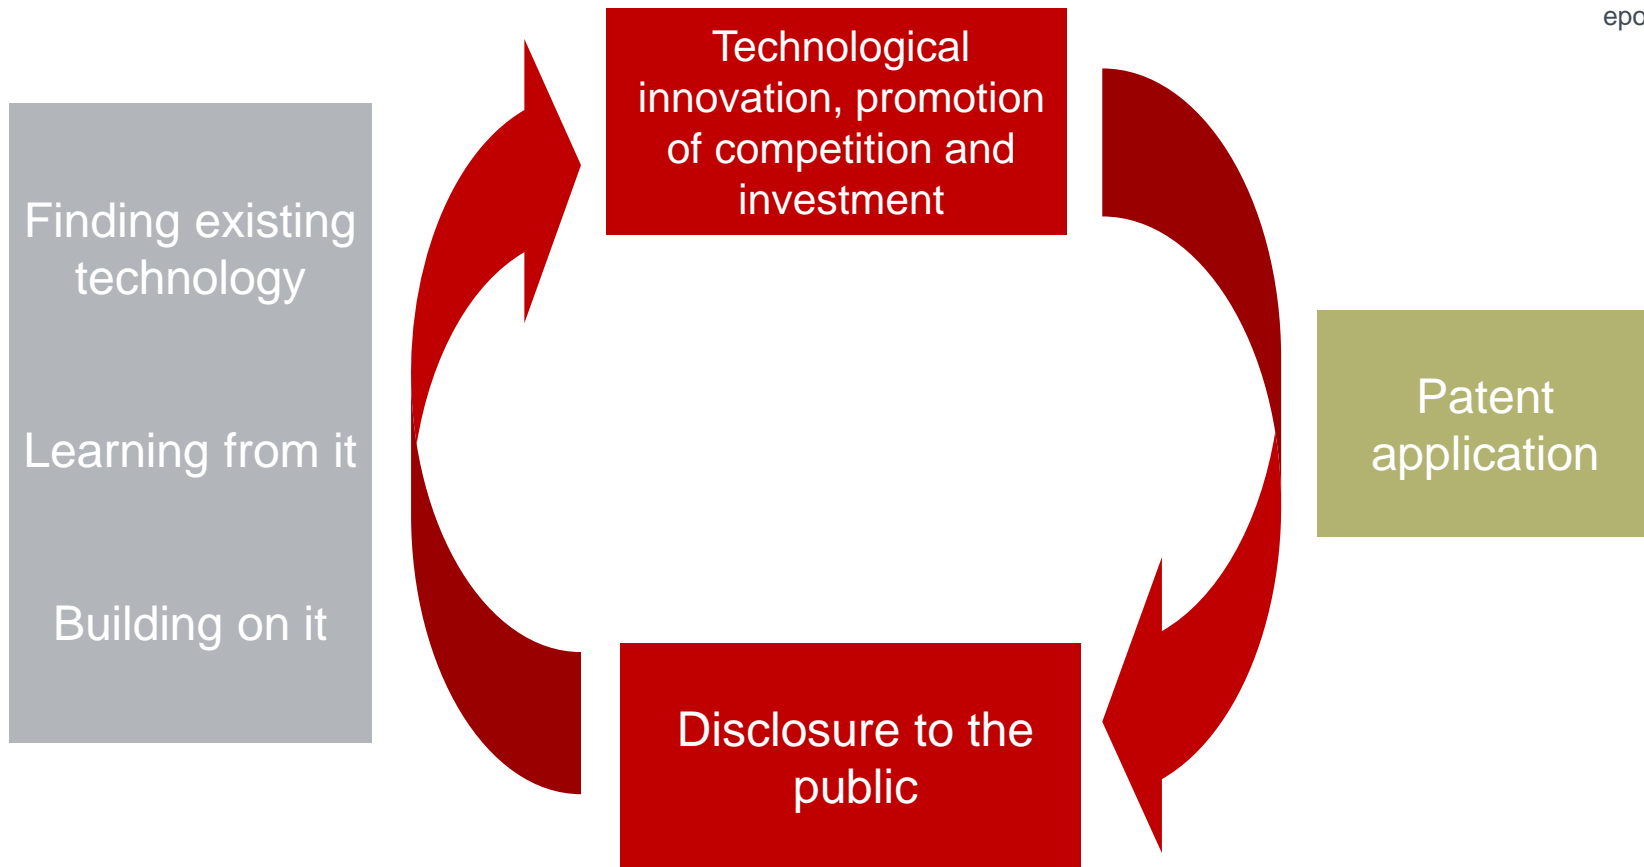 epo
Technological
innovation, promotion
of competition and
investment
Finding existing
technology
Learning from it
Building on it
Patent
application
Disclosure to the
public